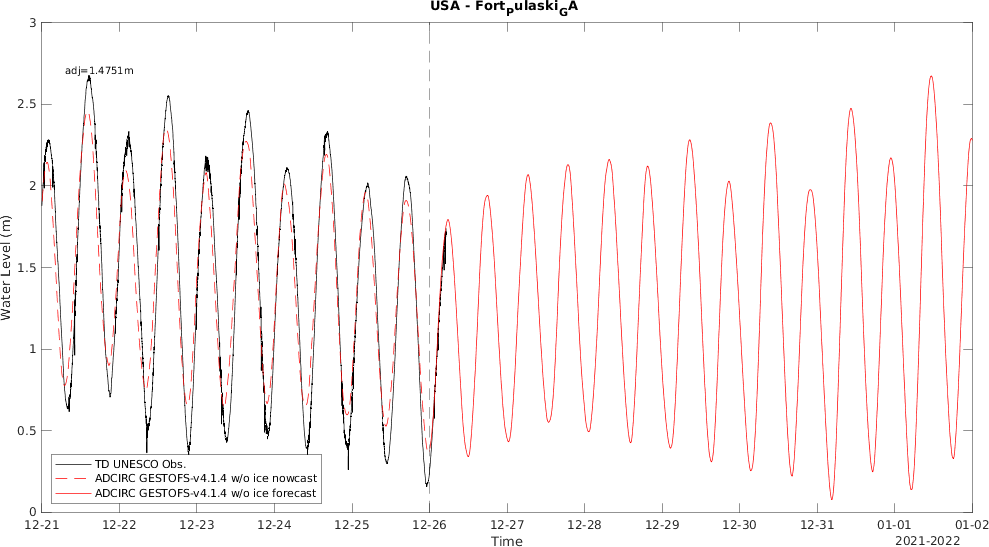 USA - Fort_Pulaski_GA
adj=1.4751m
3
2.5
2
1.5
1
0.5
0
Water Level (m)
TD UNESCO Obs.
ADCIRC GESTOFS-v4.1.4 w/o ice nowcast
ADCIRC GESTOFS-v4.1.4 w/o ice forecast
12-21 12-22 12-23 12-24 12-25 12-26 12-27 12-28 12-29 12-30 12-31 01-01 01-02
Time
2021-2022